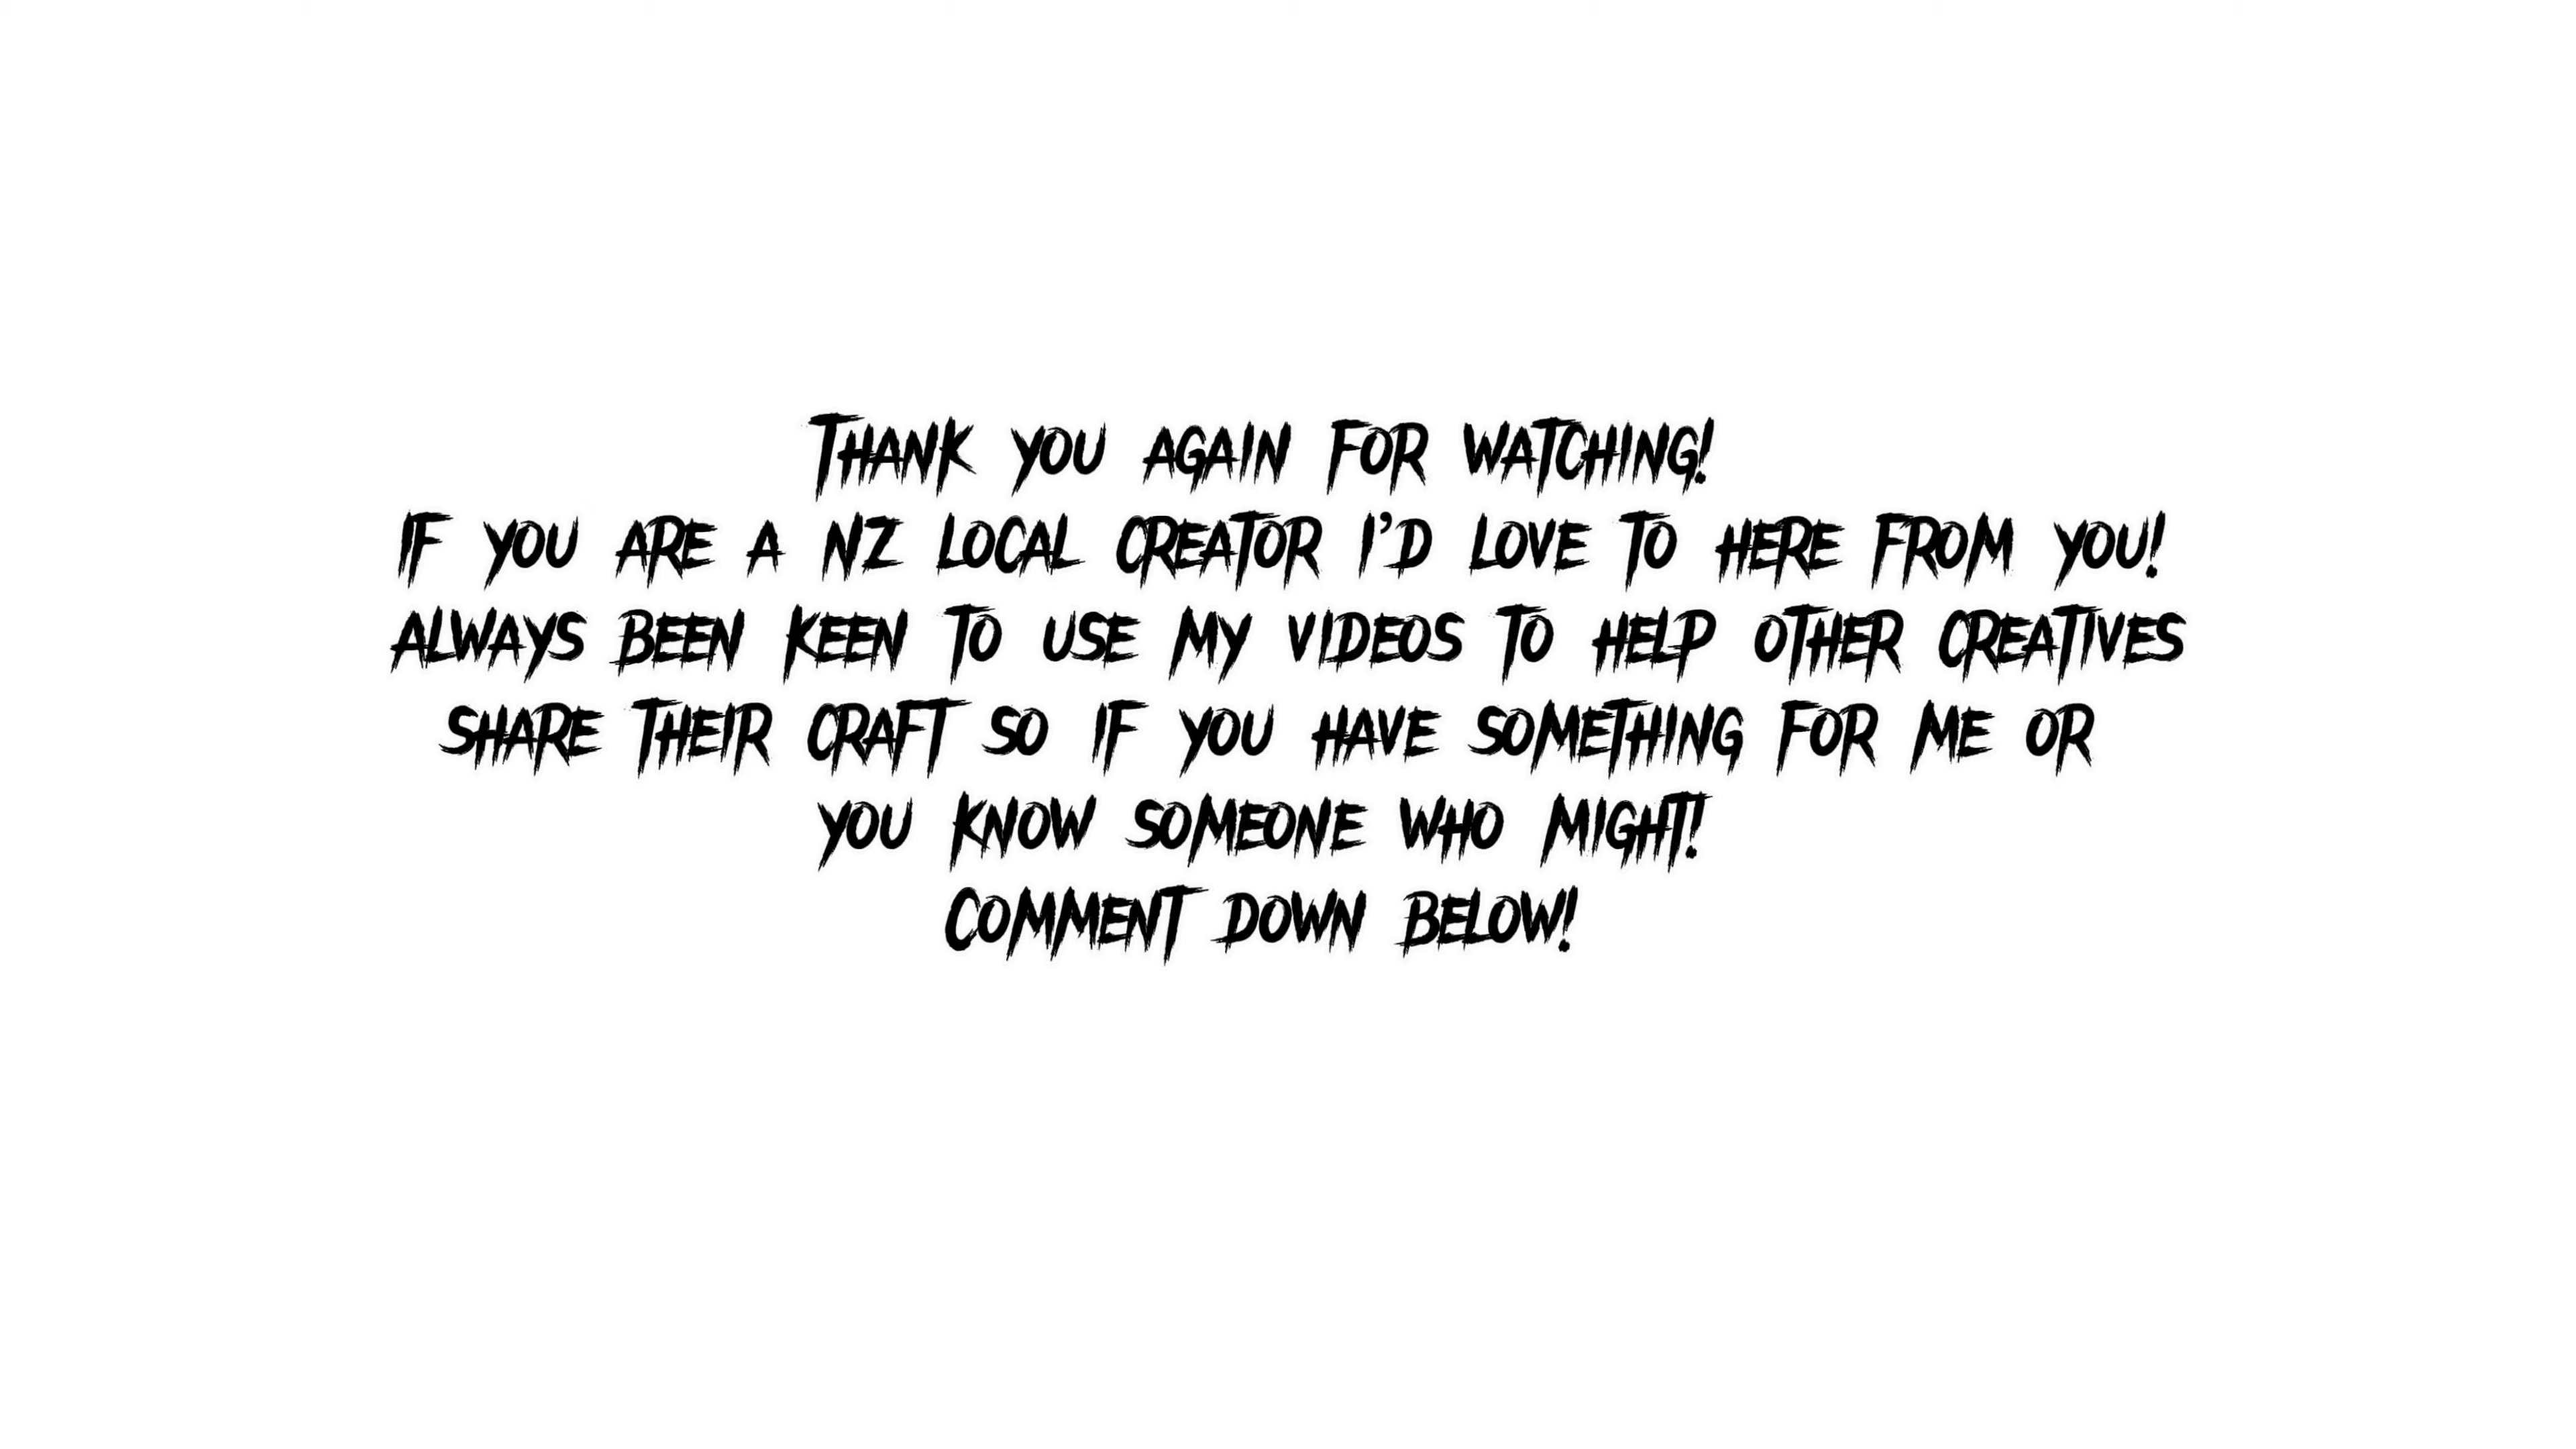 Thank you again for watching!
If you are a NZ local creator I'd love to here from you!
Always been keen to use my videos to help other creatives
share their craft so if you have something for me or
you know someone who might!
Comment down below!